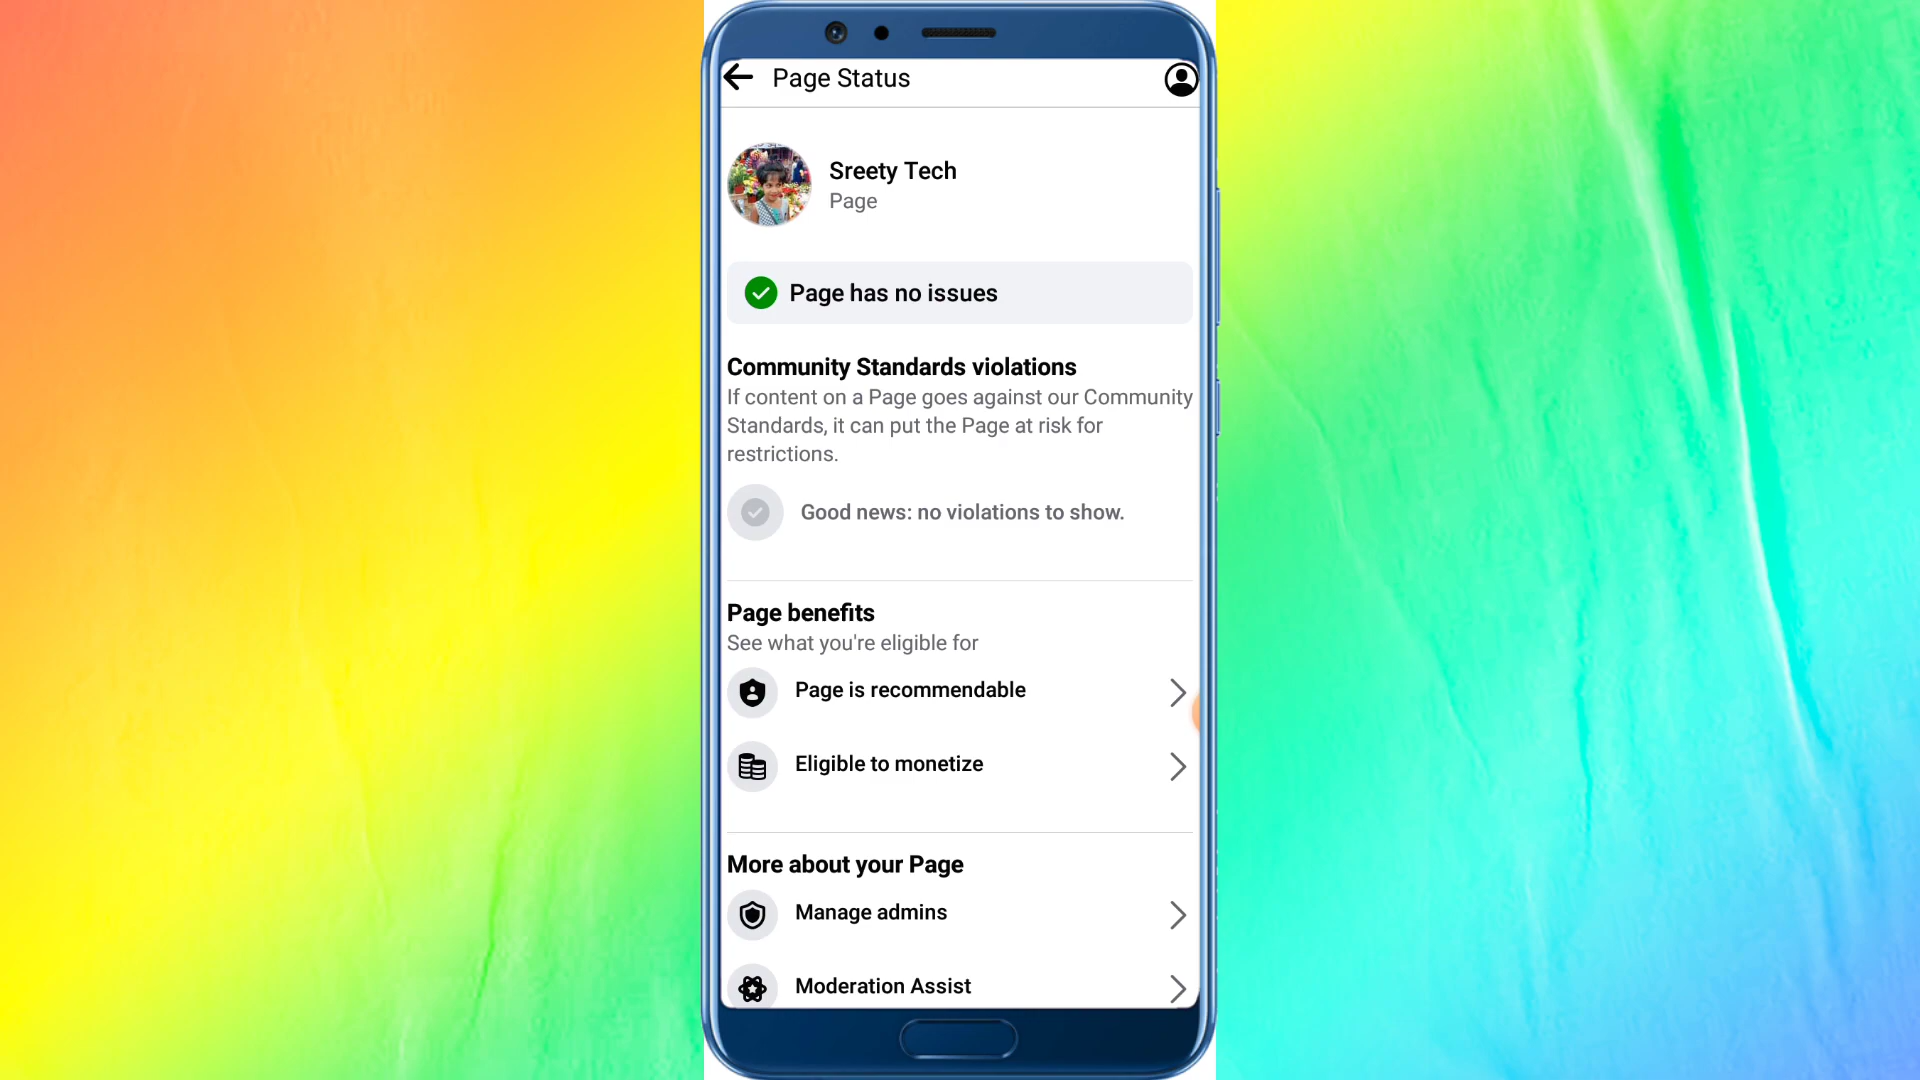 Page Status
Sreety Tech
Page
Page has no issues
Community Standards violations
If content on a Page goes against our Community
Standards, it can put the Page at risk for
restrictions.
Good news: no violations to show.
Page benefits
See what you're eligible for
Page is recommendable
Eligible to monetize
More about your Page
Manage admins
Moderation Assist